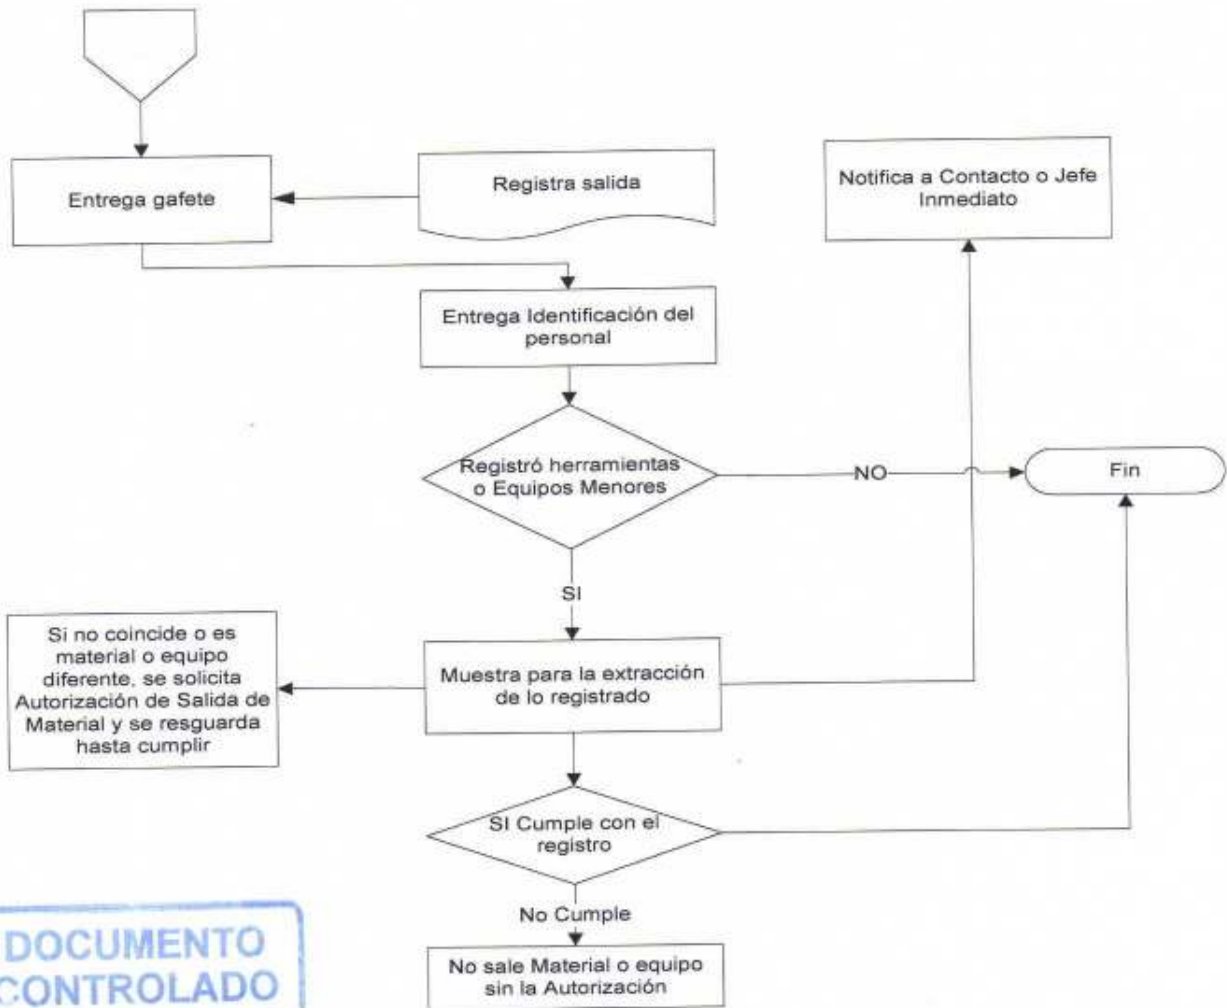 Entrega gafete
Registra salida
Notifica a Contacto o Jefe
Inmediato
Entrega Identificación del
personal
Registró herramientas
o Equipos Menores
NO
Fin
SI
Si no coincide o es
material o equipo
diferente, se solicita
Autorización de Salida de
Material y se resguarda
hasta cumplir
Muestra para la extracción
de lo registrado
SI Cumple con el
registro
No Cumple
No sale Material o equipo
sin la Autorización
DOCUMENTO
CONTROLADO